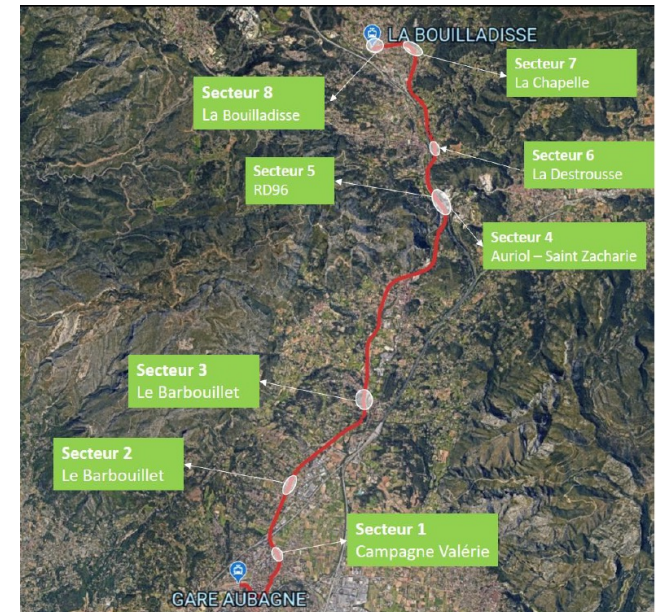 LA BOUILLADISSE
Secteur 7
La Chapelle
Secteur 8
La Bouilladisse
Secteur 6
La Destrousse
Secteur 5
RD96
Secteur 4
Auriol – Saint Zacharie
Secteur 3
Le Barbouillet
Secteur 2
Le Barbouillet
Secteur 1
Campagne Valérie
GARE AUBAGNE